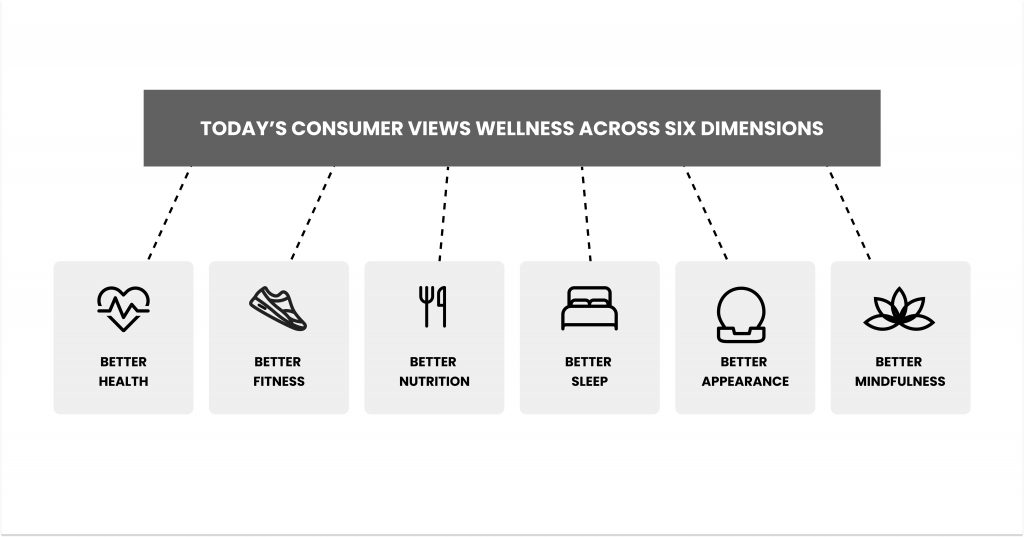 TODAY’S CONSUMER VIEWS WELLNESS ACROSS SIX DIMENSIONS
BETTER
HEALTH
BETTER
FITNESS
BETTER
NUTRITION
BETTER
SLEEP
BETTER
APPEARANCE
BETTER
MINDFULNESS